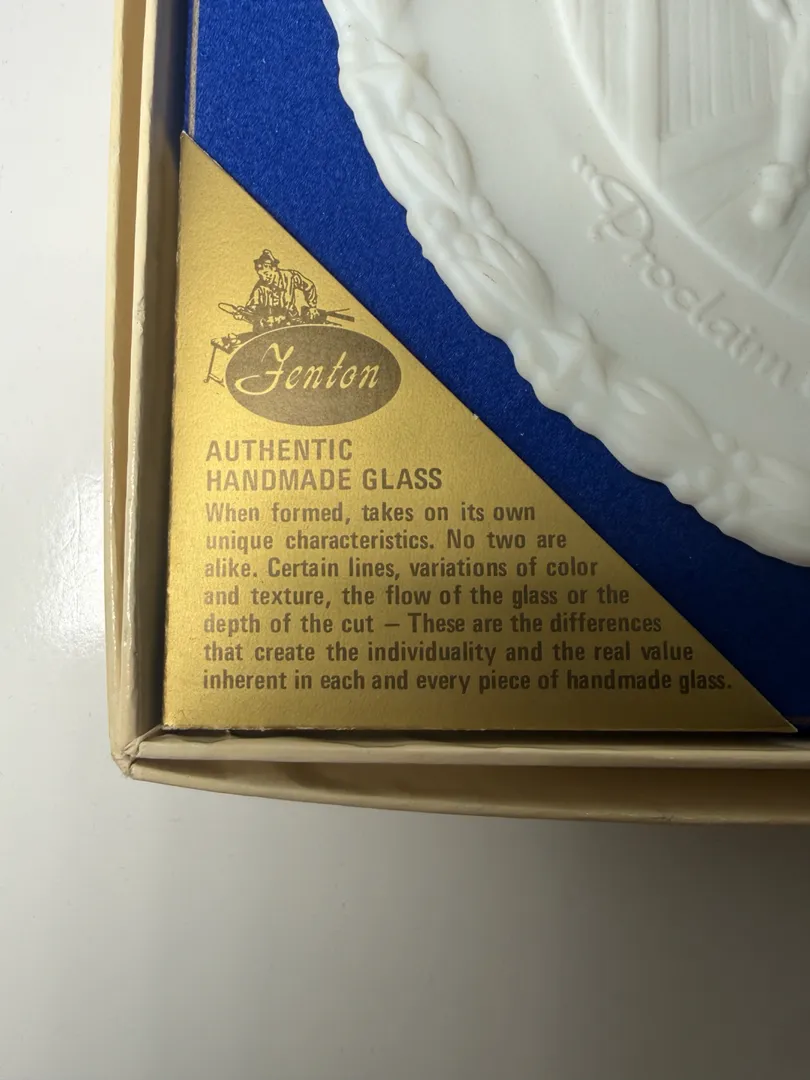 Fenton
AUTHENTIC
HANDMADE GLASS
When formed, takes on its own
unique characteristics. No two are
alike. Certain lines, variations of color
and texture, the flow of the glass or the
depth of the cut – These are the differences
that create the individuality and the real value
inherent in each and every piece of handmade glass.
"Proclaim